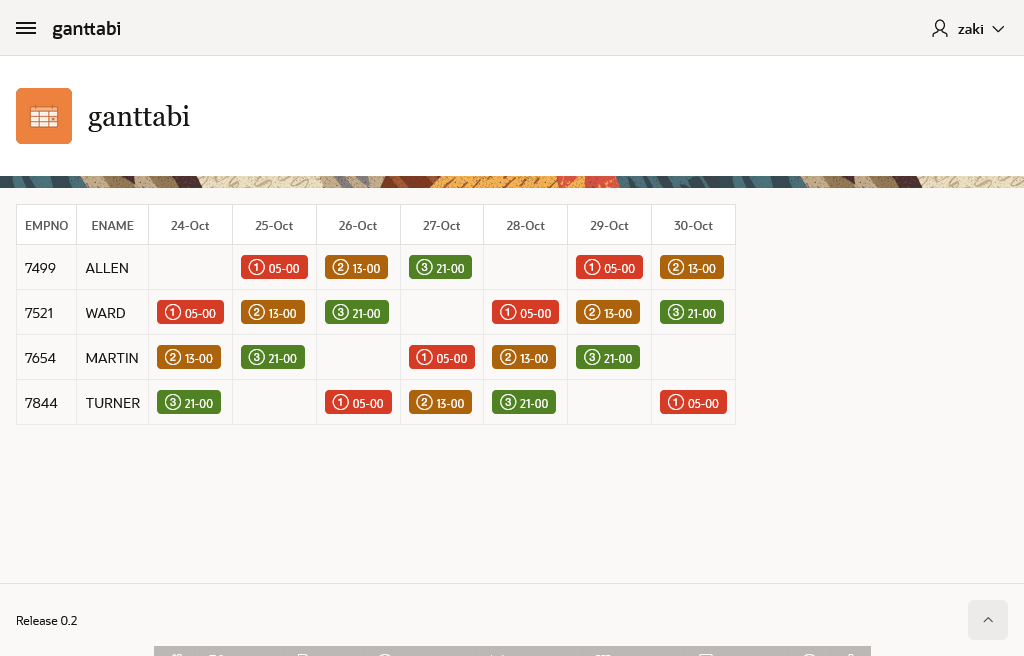 ganttabi
zaki
ganttabi
EMPNO ENAME 24-Oct 25-Oct 26-Oct 27-Oct 28-Oct 29-Oct 30-Oct
7499 ALLEN 1 05-00 2 13-00 3 21-00 1 05-00 2 13-00
7521 WARD 1 05-00 2 13-00 3 21-00 1 05-00 2 13-00 3 21-00
7654 MARTIN 2 13-00 3 21-00 1 05-00 2 13-00 3 21-00
7844 TURNER 3 21-00 1 05-00 2 13-00 3 21-00 1 05-00
Release 0.2